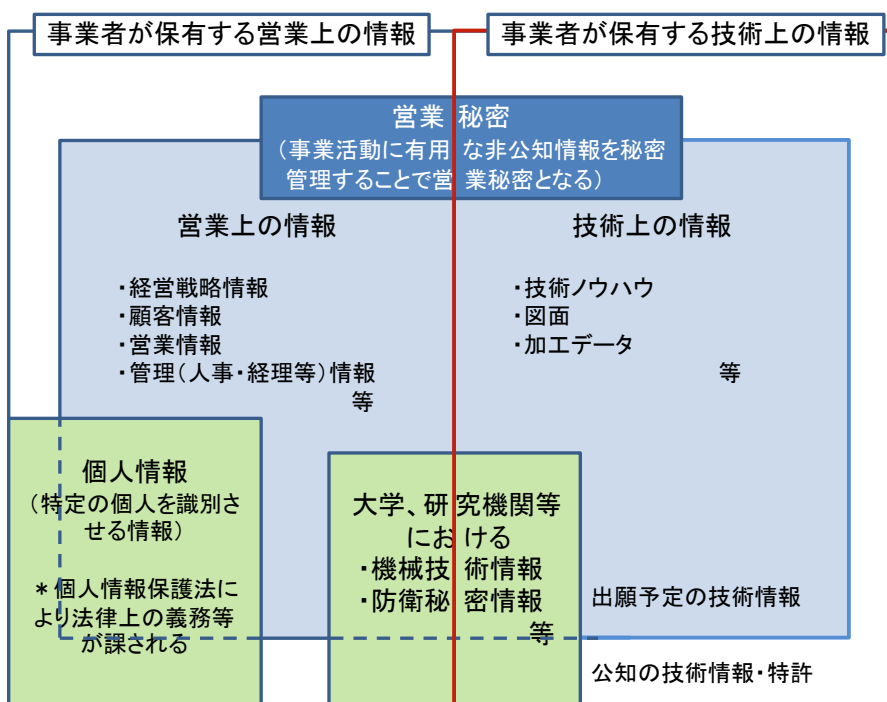 事業者が保有する営業上の情報
事業者が保有する技術上の情報
営業秘密
（事業活動に有用な非公知情報を秘密
管理することで営業秘密となる）
営業上の情報
・経営戦略情報
・顧客情報
・営業情報
・管理（人事・経理等）情報
等
技術上の情報
・技術ノウハウ
・図面
・加工データ
等
個人情報
（特定の個人を識別さ
せる情報）
＊個人情報保護法に
より法律上の義務等
が課される
大学、研究機関等
における
・機械技術情報
・防衛秘密情報
等
出願予定の技術情報
公知の技術情報・特許